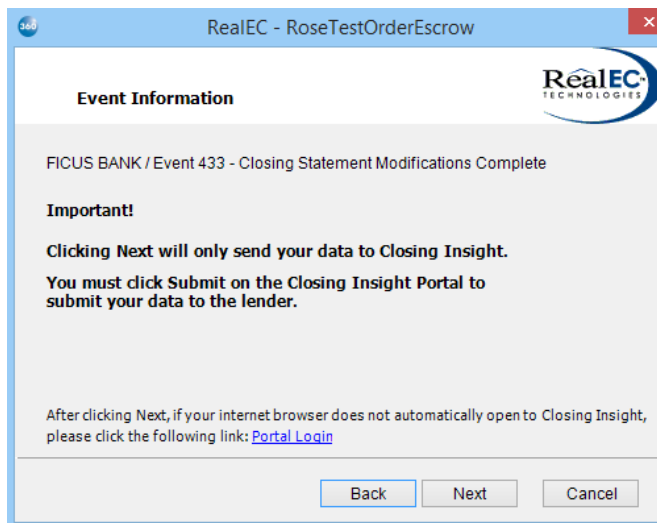 360
RealEC - RoseTestOrderEscrow
x
Event Information
RealEC
TECHNOLOGIES
FICUS BANK / Event 433 - Closing Statement Modifications Complete
Important!
Clicking Next will only send your data to Closing Insight.
You must click Submit on the Closing Insight Portal to
submit your data to the lender.
After clicking Next, if your internet browser does not automatically open to Closing Insight,
please click the following link: Portal Login
Back Next Cancel